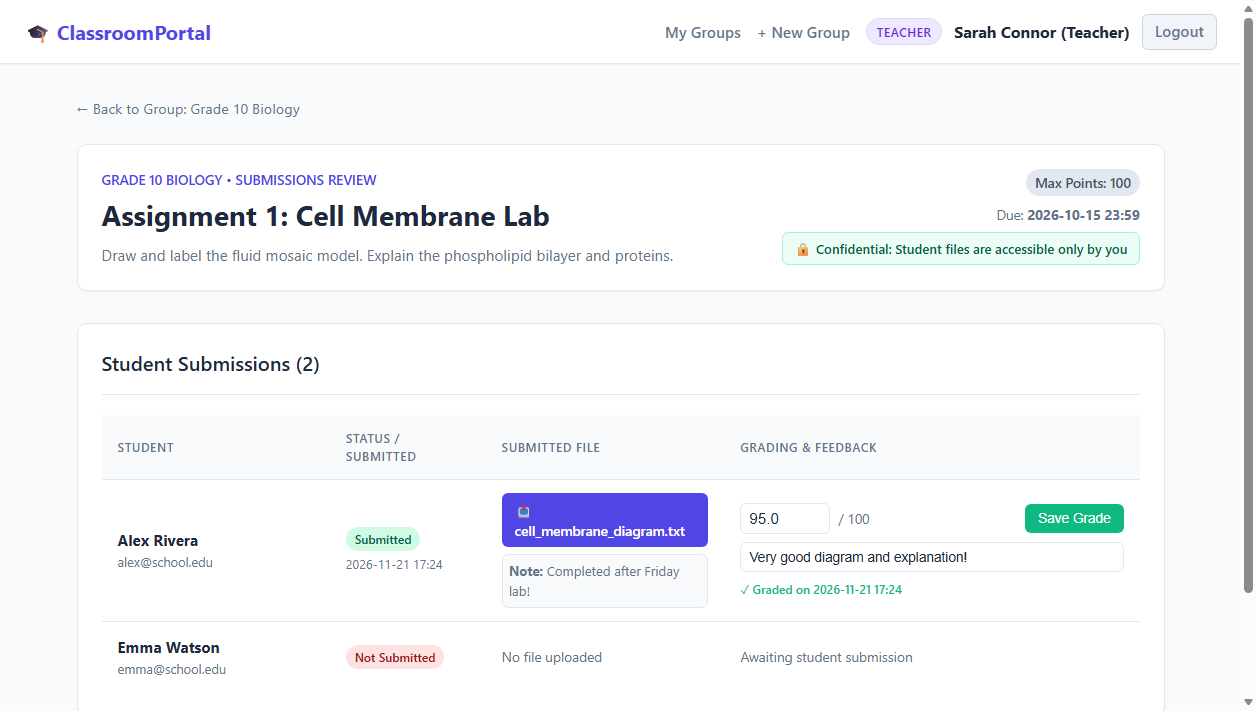 ClassroomPortal
My Groups
+ New Group
TEACHER
Sarah Connor (Teacher)
Logout
← Back to Group: Grade 10 Biology
GRADE 10 BIOLOGY • SUBMISSIONS REVIEW
Assignment 1: Cell Membrane Lab
Draw and label the fluid mosaic model. Explain the phospholipid bilayer and proteins.
Max Points: 100
Due: 2026-10-15 23:59
Confidential: Student files are accessible only by you
Student Submissions (2)
STUDENT
STATUS /
SUBMITTED
SUBMITTED FILE
GRADING & FEEDBACK
Alex Rivera
alex@school.edu
Submitted
2026-11-21 17:24
cell_membrane_diagram.txt
Note: Completed after Friday
lab!
95.0
/ 100
Save Grade
Very good diagram and explanation!
✓ Graded on 2026-11-21 17:24
Emma Watson
emma@school.edu
Not Submitted
No file uploaded
Awaiting student submission